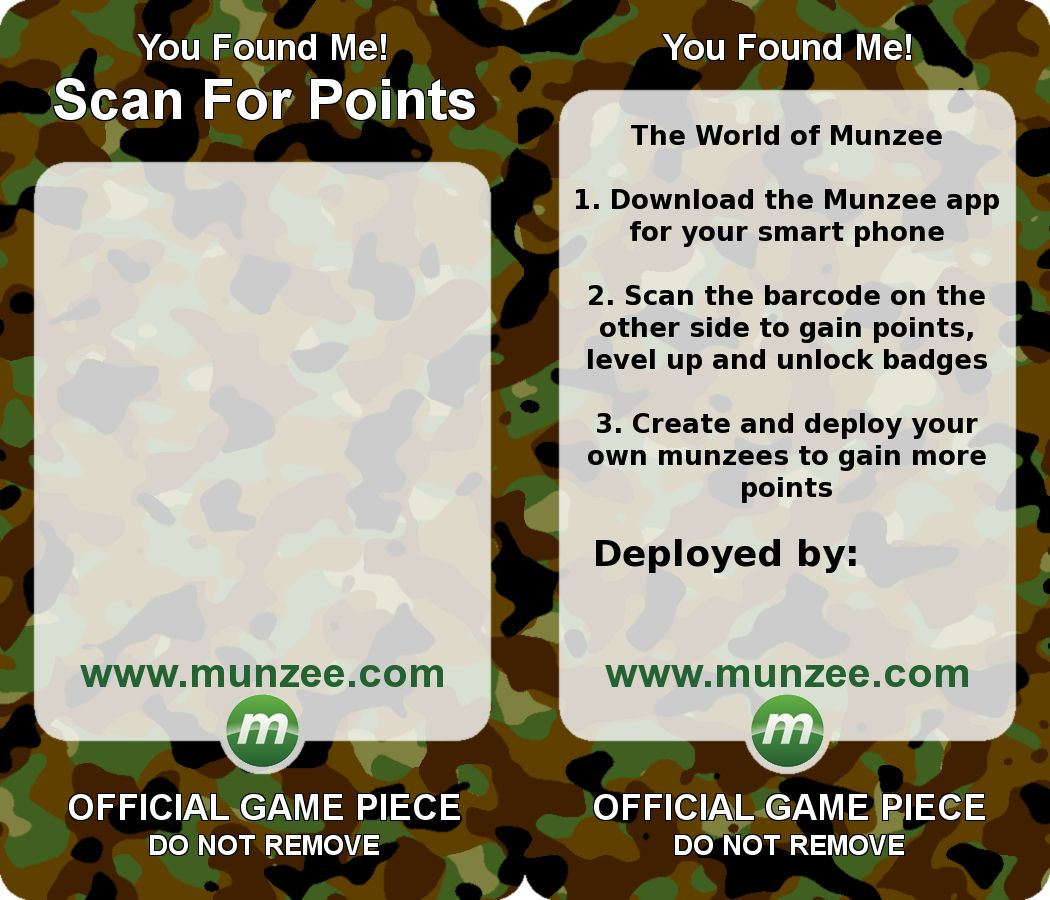 You Found Me!
Scan For Points
www.munzee.com
m
OFFICIAL GAME PIECE
DO NOT REMOVE
You Found Me!
The World of Munzee
1. Download the Munzee app
for your smart phone
2. Scan the barcode on the
other side to gain points,
level up and unlock badges
3. Create and deploy your
own munzees to gain more
points
Deployed by:
www.munzee.com
m
OFFICIAL GAME PIECE
DO NOT REMOVE